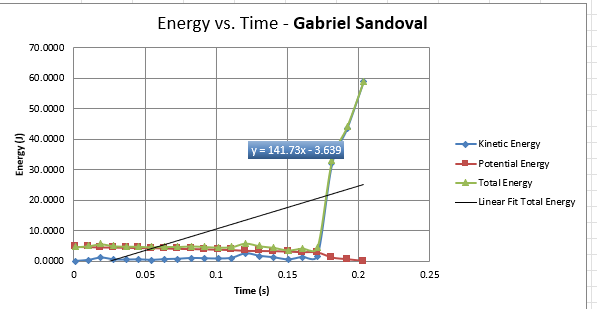 Energy vs. Time - Gabriel Sandoval
70.0000
60.0000
50.0000
40.0000
30.0000
20.0000
10.0000
0.0000
Energy (J)
y = 141.73x - 3.639
0 0.05 0.1 0.15 0.2 0.25
Time (s)
Kinetic Energy
Potential Energy
Total Energy
Linear Fit Total Energy